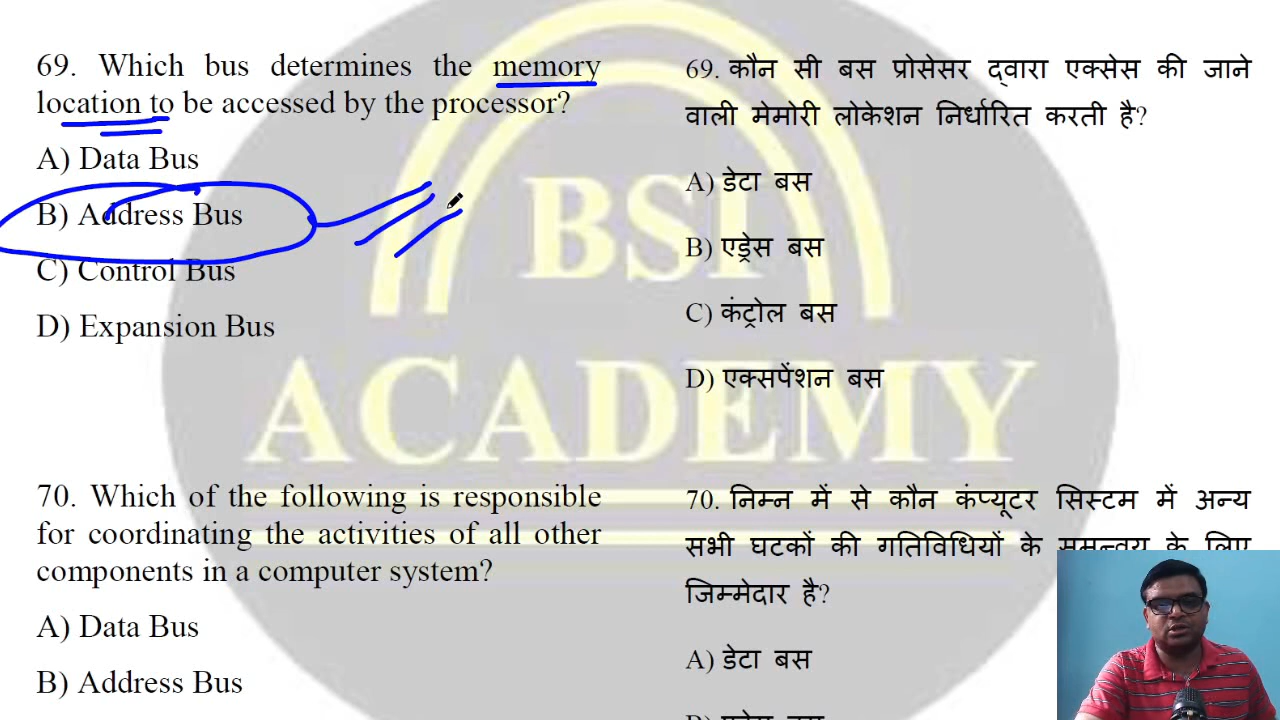 69. Which bus determines the memory
location to be accessed by the processor?
A) Data Bus
B) Address Bus
C) Control Bus
D) Expansion Bus
70. Which of the following is responsible
for coordinating the activities of all other
components in a computer system?
A) Data Bus
B) Address Bus
69. कौन सी बस प्रोसेसर द्वारा एक्सेस की जाने
वाली मेमोरी लोकेशन निर्धारित करती है?
A) डेटा बस
B) एड्रेस बस
C) कंट्रोल बस
D) एक्सपेंशन बस
70. निम्न में से कौन कंप्यूटर सिस्टम में अन्य
सभी घटकों की गतिविधियों के समन्वय के लिए
जिम्मेदार है?
A) डेटा बस
BSI
ACADEMY